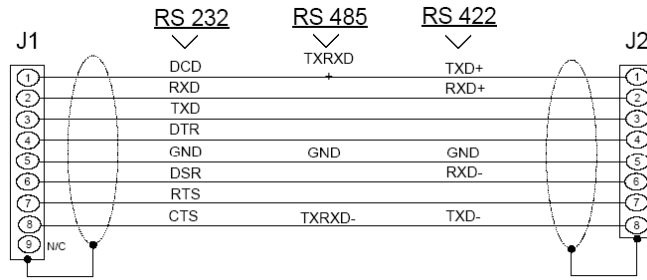 RS 232 RS 485 RS 422
J1 J2
DCD TXRXD + TXD+
1 1
RXD RXD+
2 2
TXD
3 3
DTR
4 4
GND GND GND
5 5
DSR RXD-
6 6
RTS
7 7
CTS TXRXD- TXD-
8 8
9 N/C